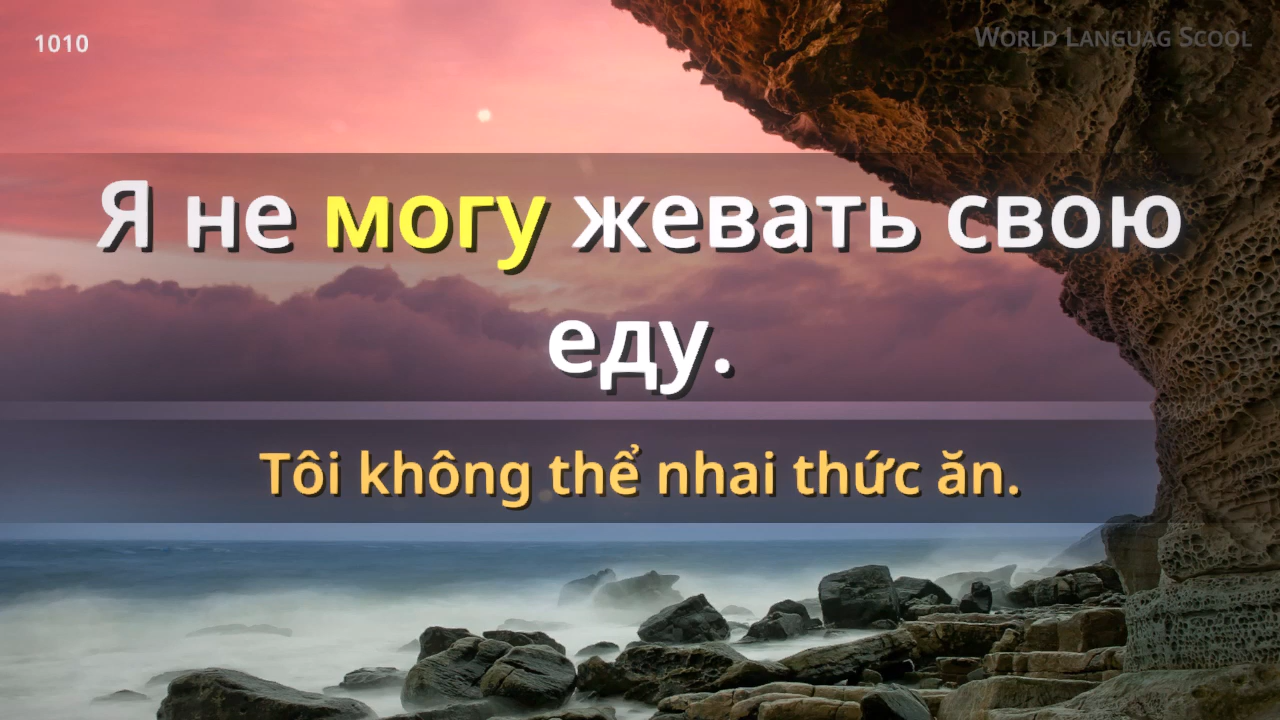 1010
World Languag Scool
Я не могу жевать свою
еду.
Tôi không thể nhai thức ăn.